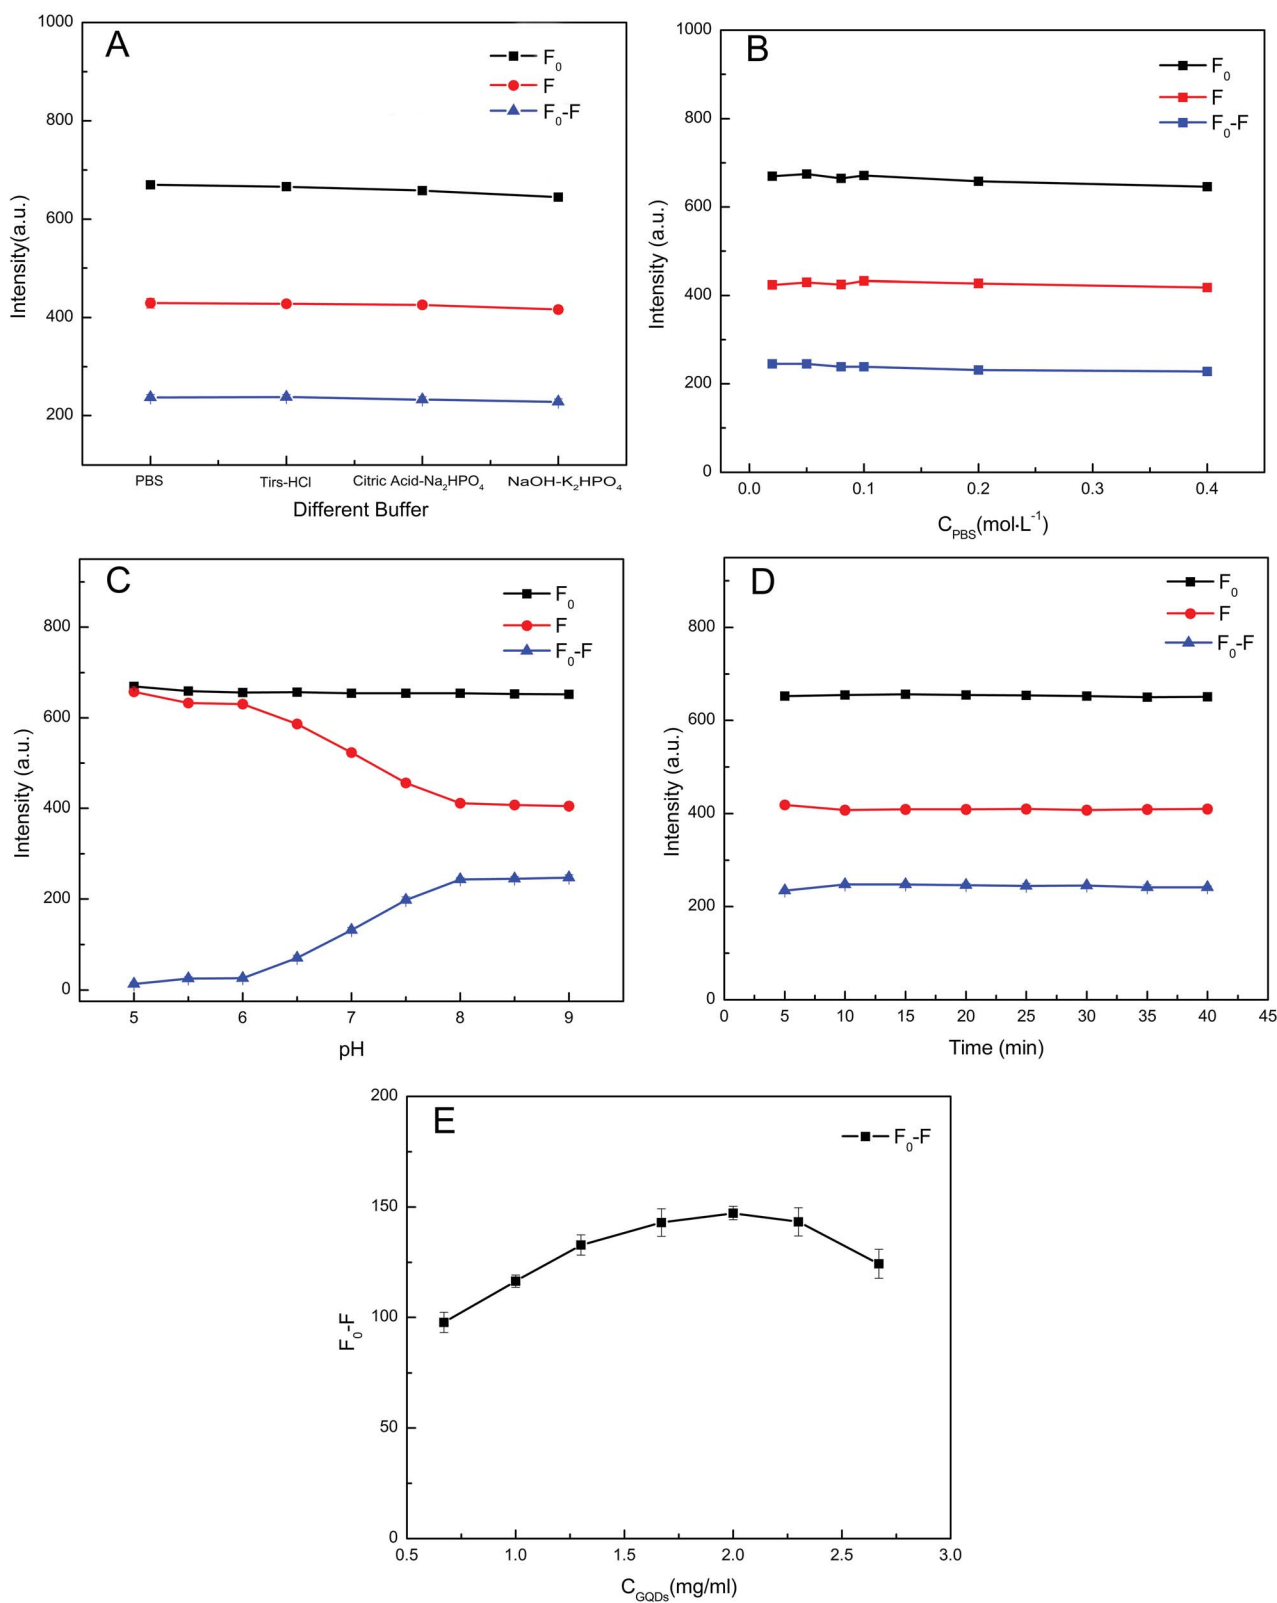 A
F₀
F
F₀-F
1000
800
600
400
200
Intensity(a.u.)
PBS
Tirs-HCl
Citric Acid-Na₂HPO₄
NaOH-K₂HPO₄
Different Buffer
B
F₀
F
F₀-F
1000
800
600
400
200
0
Intensity (a.u.)
0.0
0.1
0.2
0.3
0.4
C_PBS(mol·L⁻¹)
C
F₀
F
F₀-F
800
600
400
200
0
Intensity (a.u.)
5
6
7
8
9
pH
D
F₀
F
F₀-F
800
600
400
200
0
Intensity (a.u.)
0
5
10
15
20
25
30
35
40
45
Time (min)
E
F₀-F
200
150
100
50
0
F₀-F
0.5
1.0
1.5
2.0
2.5
3.0
C_GQDs(mg/ml)